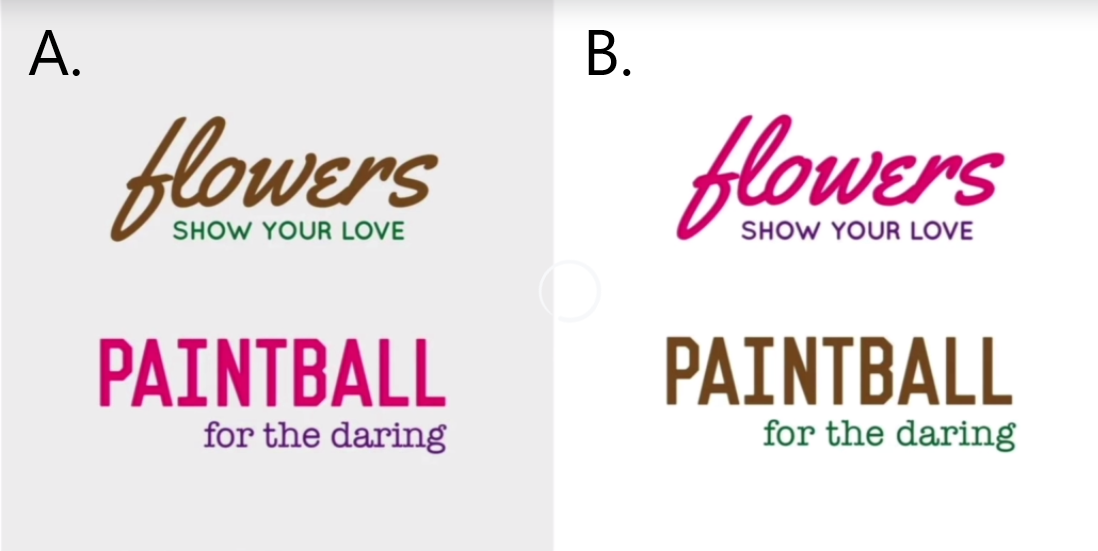 A.
flowers
SHOW YOUR LOVE
PAINTBALL
for the daring
B.
flowers
SHOW YOUR LOVE
PAINTBALL
for the daring